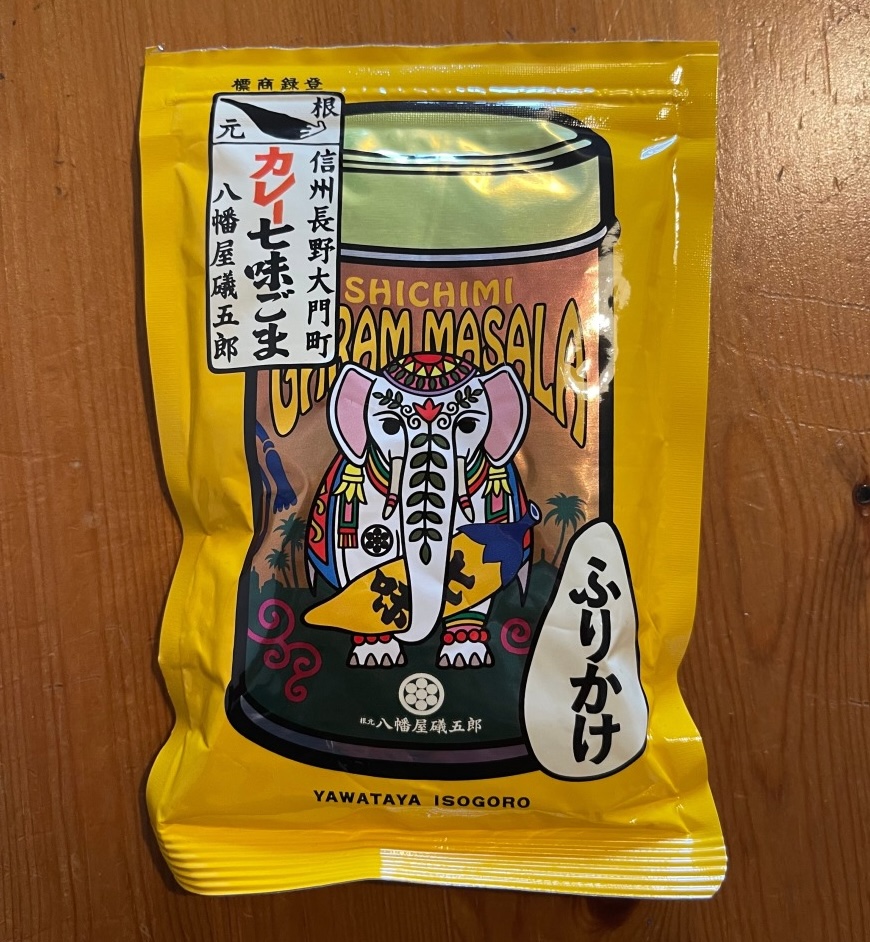 標商録登
根
元
信州長野大門町
カレー七味ごま
八幡屋礒五郎
SHICHIMI
GARAM MASALA
七味
ふりかけ
根元 八幡屋礒五郎
YAWATAYA ISOGORO